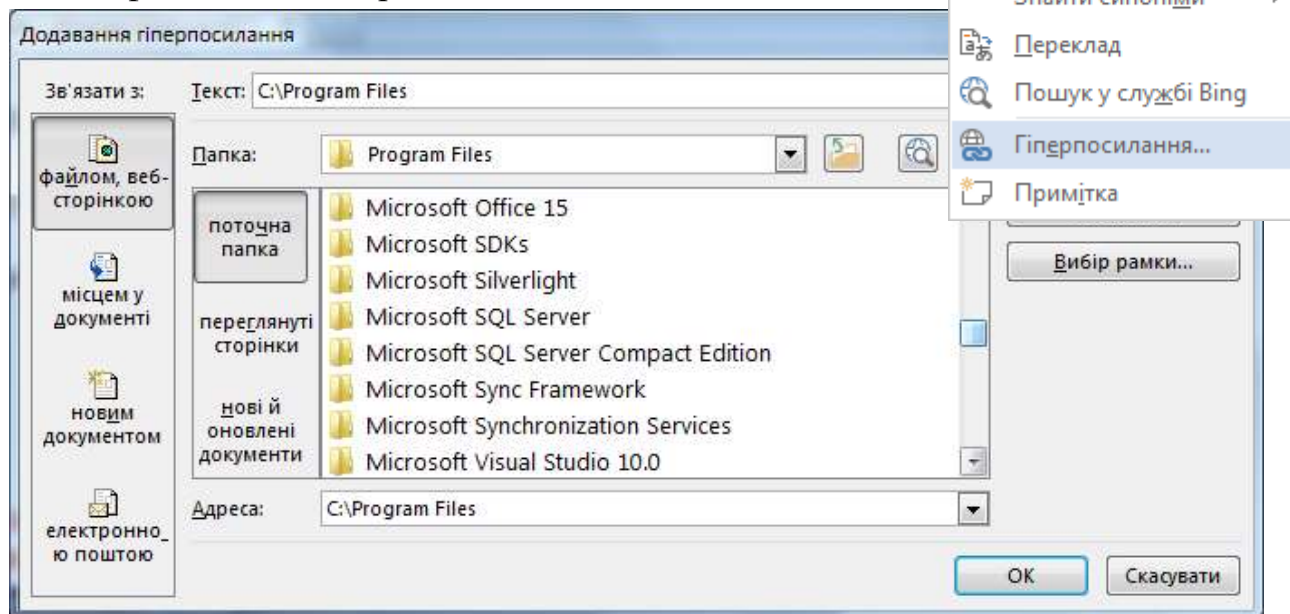 Знайти синоніми
Додавання гіперпосилання
Переклад
Пошук у службі Bing
Гіперпосилання...
Примітка
Зв'язати з:
Текст: C:\Program Files
файлом, веб-
сторінкою
місцем у
документі
новим
документом
електронно_
ю поштою
Папка: Program Files
поточна
папка
переглянуті
сторінки
нові й
оновлені
документи
Microsoft Office 15
Microsoft SDKs
Microsoft Silverlight
Microsoft SQL Server
Microsoft SQL Server Compact Edition
Microsoft Sync Framework
Microsoft Synchronization Services
Microsoft Visual Studio 10.0
Вибір рамки...
Адреса: C:\Program Files
ОК
Скасувати